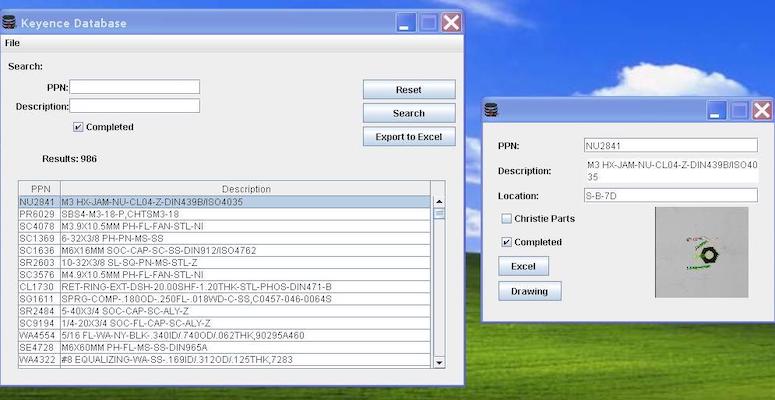 Keyence Database
File
Search:
PPN:
Description:
Completed
Reset
Search
Export to Excel
Results: 986
PPN Description
NU2841 M3 HX-JAM-NU-CL04-Z-DIN439B/ISO4035
PR6029 SBS4-M3-18-P,CHTSM3-18
SC4078 M3.9X10.5MM PH-FL-FAN-STL-NI
SC1369 6-32X3/8 PH-PN-MS-SS
SC1636 M6X16MM SOC-CAP-SC-SS-DIN912/ISO4762
SR2603 10-32X3/8 SL-SQ-PN-MS-STL-Z
SC3576 M4.9X10.5MM PH-FL-FAN-STL-NI
CL1730 RET-RING-EXT-DSH-20.00SHF-1.20THK-STL-PHOS-DIN471-B
SG1611 SPRG-COMP-.180OD-.250FL-.018WD-C-SS,C0457-046-0064S
SR2484 5-40X3/4 SOC-CAP-SC-ALY-Z
SC9194 1/4-20X3/4 SOC-FL-CAP-SC-ALY-Z
WA4554 5/16 FL-WA-NY-BLK-.340ID/.740OD/.062THK,90295A460
SE4728 M6X60MM PH-FL-MS-SS-DIN965A
WA4322 #8 EQUALIZING-WA-SS-.169ID/.312OD/.125THK,7283
PPN: NU2841
Description: M3 HX-JAM-NU-CL04-Z-DIN439B/ISO40
35
Location: S-B-7D
Christie Parts
Completed
Excel
Drawing